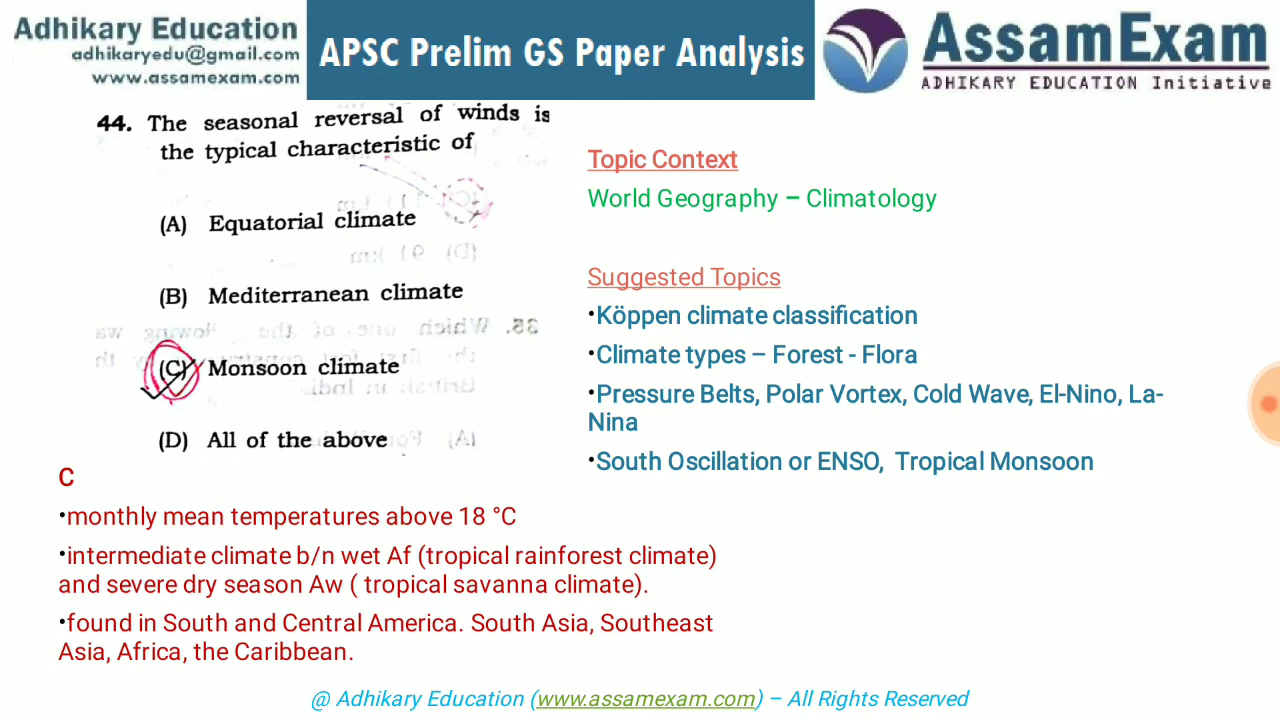 Adhikary Education
adhikaryedu@gmail.com
www.assamexam.com
APSC Prelim GS Paper Analysis
AssamExam
ADHIKARY EDUCATION Initiative
44. The seasonal reversal of winds is
the typical characteristic of
(A) Equatorial climate
(B) Mediterranean climate
(C) Monsoon climate
(D) All of the above
Topic Context
World Geography – Climatology
Suggested Topics
•Köppen climate classification
•Climate types – Forest - Flora
•Pressure Belts, Polar Vortex, Cold Wave, El-Nino, La-
Nina
•South Oscillation or ENSO, Tropical Monsoon
C
•monthly mean temperatures above 18 °C
•intermediate climate b/n wet Af (tropical rainforest climate)
and severe dry season Aw ( tropical savanna climate).
•found in South and Central America. South Asia, Southeast
Asia, Africa, the Caribbean.
@ Adhikary Education (www.assamexam.com) – All Rights Reserved